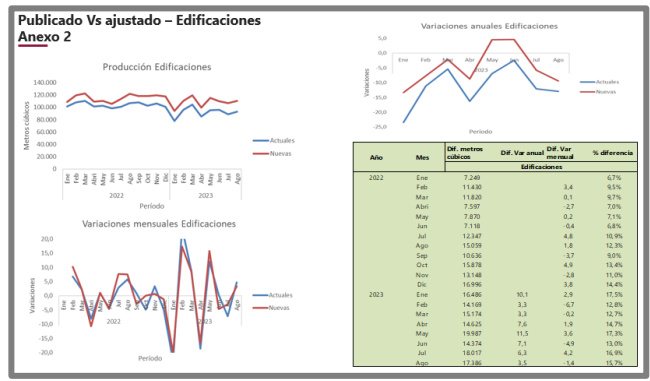 Publicado Vs ajustado – Edificaciones
Anexo 2
Producción Edificaciones
Metros cúbicos
140.000
120.000
100.000
80.000
60.000
40.000
20.000
0
Ene Feb Mar Abr May Jun Jul Ago Sep Oct Nov Dic Ene Feb Mar Abr May Jun Jul Ago
2022 2023
Período
Actuales
Nuevas
Variaciones mensuales Edificaciones
Variaciones
20,0
15,0
10,0
5,0
0,0
-5,0
-10,0
-15,0
-20,0
2022 2023
Período
Actuales
Nuevas
Variaciones anuales Edificaciones
Variaciones
5,0
0,0
-5,0
-10,0
-15,0
-20,0
-25,0
Ene Feb Mar Abr May Jun Jul Ago
2023
Período
Actuales
Nuevas
Año Mes Dif. metros cúbicos Dif. Var anual Dif. Var mensual % diferencia
Edificaciones
2022 Ene 7.249 6,7%
Feb 11.430 3,4 9,5%
Mar 11.820 0,1 9,7%
Abri 7.597 -2,7 7,0%
May 7.870 0,2 7,1%
Jun 7.118 -0,4 6,8%
Jul 12.347 4,8 10,9%
Ago 15.059 1,8 12,3%
Sep 10.636 -3,7 9,0%
Oct 15.878 4,9 13,4%
Nov 13.148 -2,8 11,0%
Dic 16.996 3,8 14,4%
2023 Ene 16.486 10,1 2,9 17,5%
Feb 14.169 3,3 -6,7 12,8%
Mar 15.174 3,3 -0,2 12,7%
Abr 14.625 7,6 1,9 14,7%
May 19.987 11,5 3,6 17,3%
Jun 14.374 7,1 -4,9 13,0%
Jul 18.017 6,3 4,2 16,9%
Ago 17.386 3,5 -1,4 15,7%